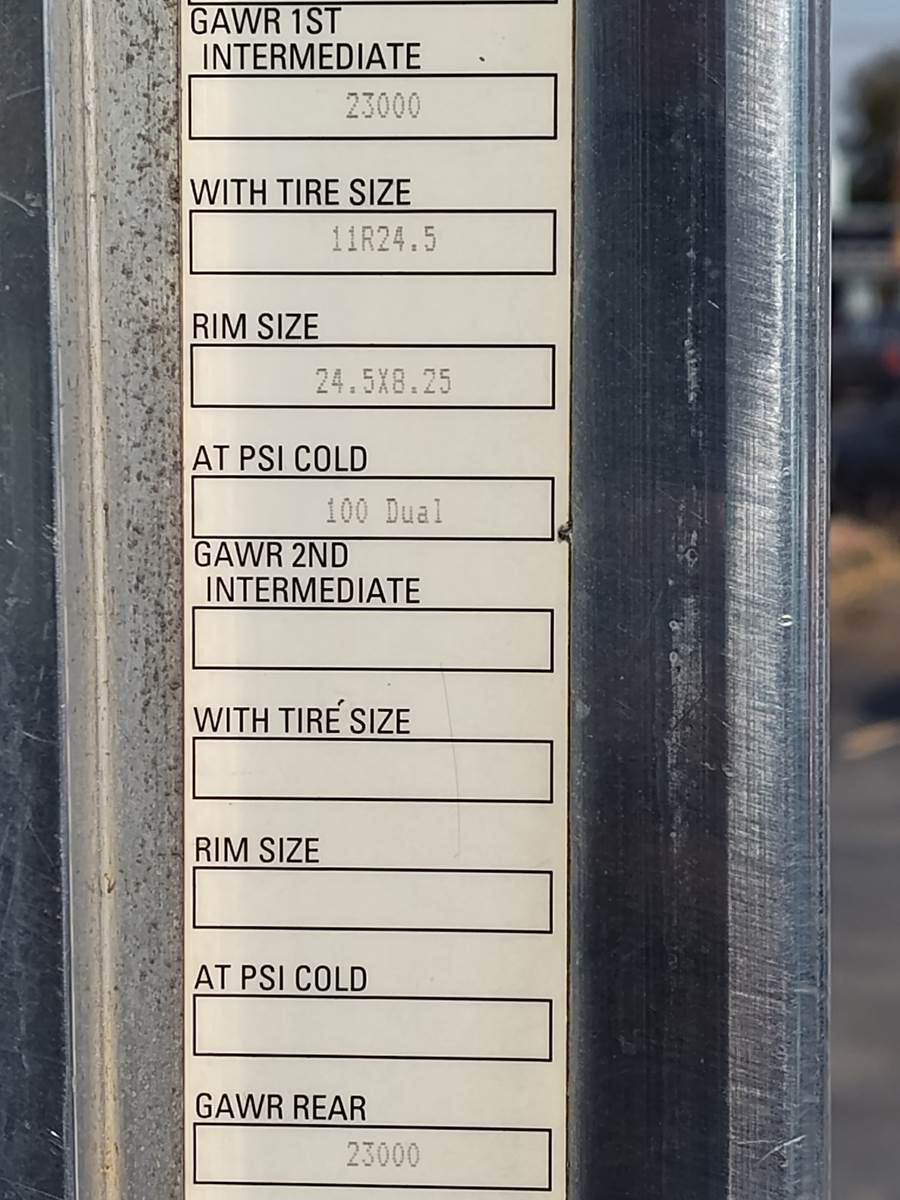 GAWR 1ST
INTERMEDIATE
23000
WITH TIRE SIZE
11R24.5
RIM SIZE
24.5X8.25
AT PSI COLD
100 Dual
GAWR 2ND
INTERMEDIATE
WITH TIRE SIZE
RIM SIZE
AT PSI COLD
GAWR REAR
23000